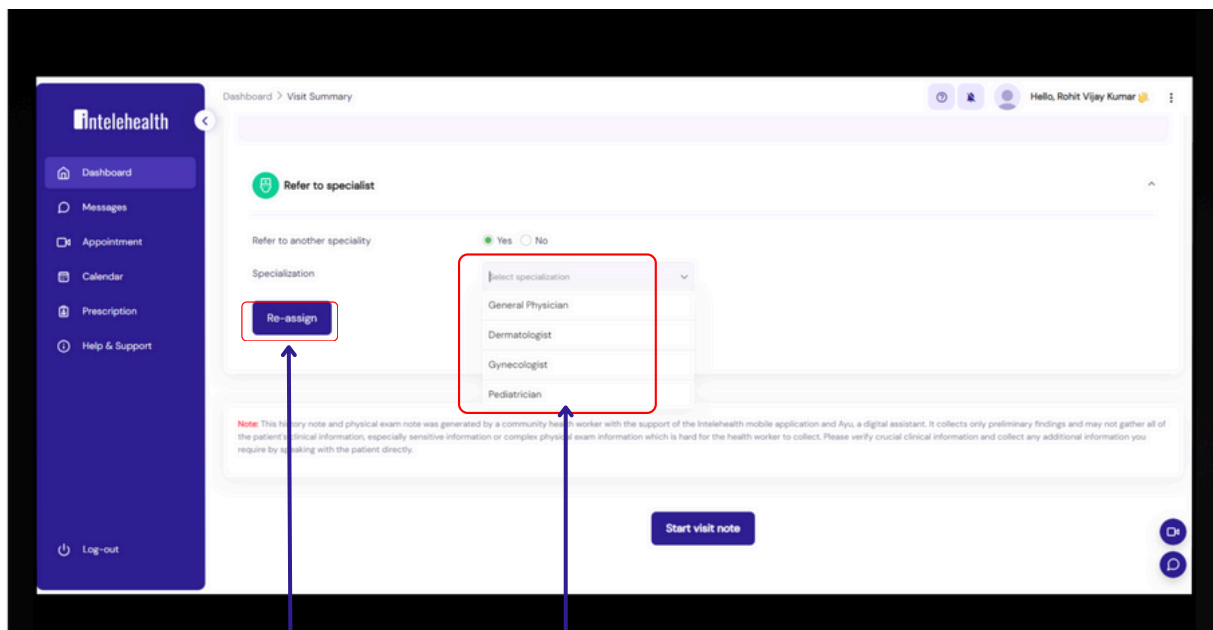 Intelehealth
Dashboard > Visit Summary
Hello, Rohit Vijay Kumar 👋
Dashboard
Messages
Appointment
Calendar
Prescription
Help & Support
Log-out
Refer to specialist
Refer to another speciality
Yes
No
Specialization
Select specialization
General Physician
Dermatologist
Gynecologist
Pediatrician
Re-assign
Note: This history note and physical exam note was generated by a community health worker with the support of the Intelehealth mobile application and Ayu, a digital assistant. It collects only preliminary findings and may not gather all of
the patient's clinical information, especially sensitive information or complex physical exam information which is hard for the health worker to collect. Please verify crucial clinical information and collect any additional information you
require by speaking with the patient directly.
Start visit note